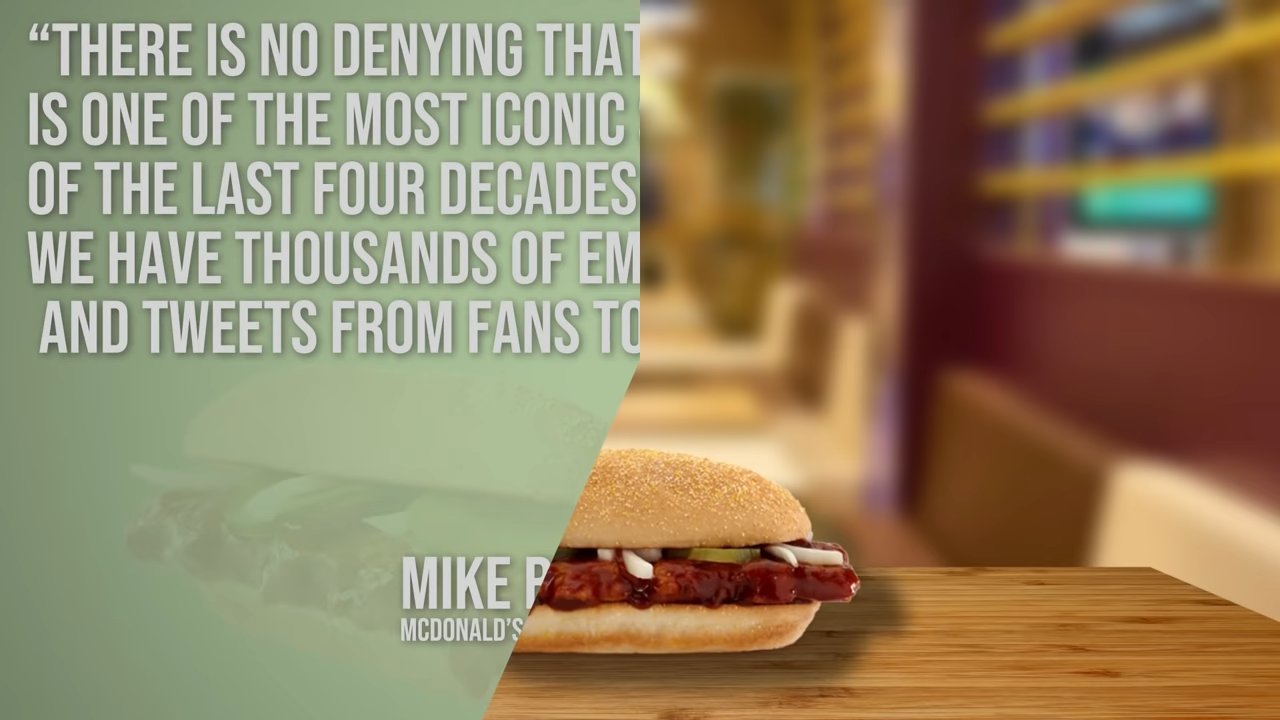 “THERE IS NO DENYING THAT
IS ONE OF THE MOST ICONIC
OF THE LAST FOUR DECADES
WE HAVE THOUSANDS OF EM
AND TWEETS FROM FANS TO
MIKE
MCDONALD’S